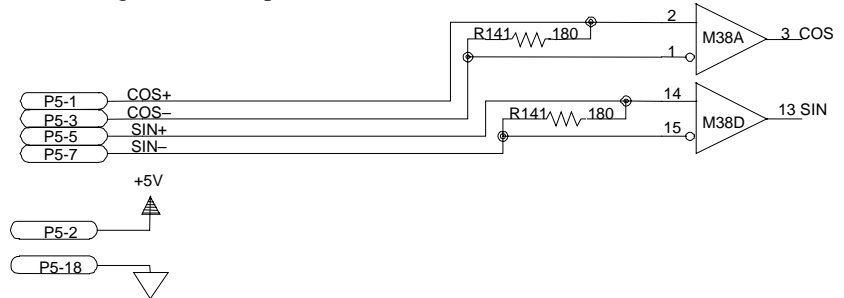 2
R141 180
M38A
3 COS
1
COS+
P5-1
14
COS–
P5-3
R141 180
13 SIN
SIN+
P5-5
M38D
15
SIN–
P5-7
+5V
P5-2
P5-18